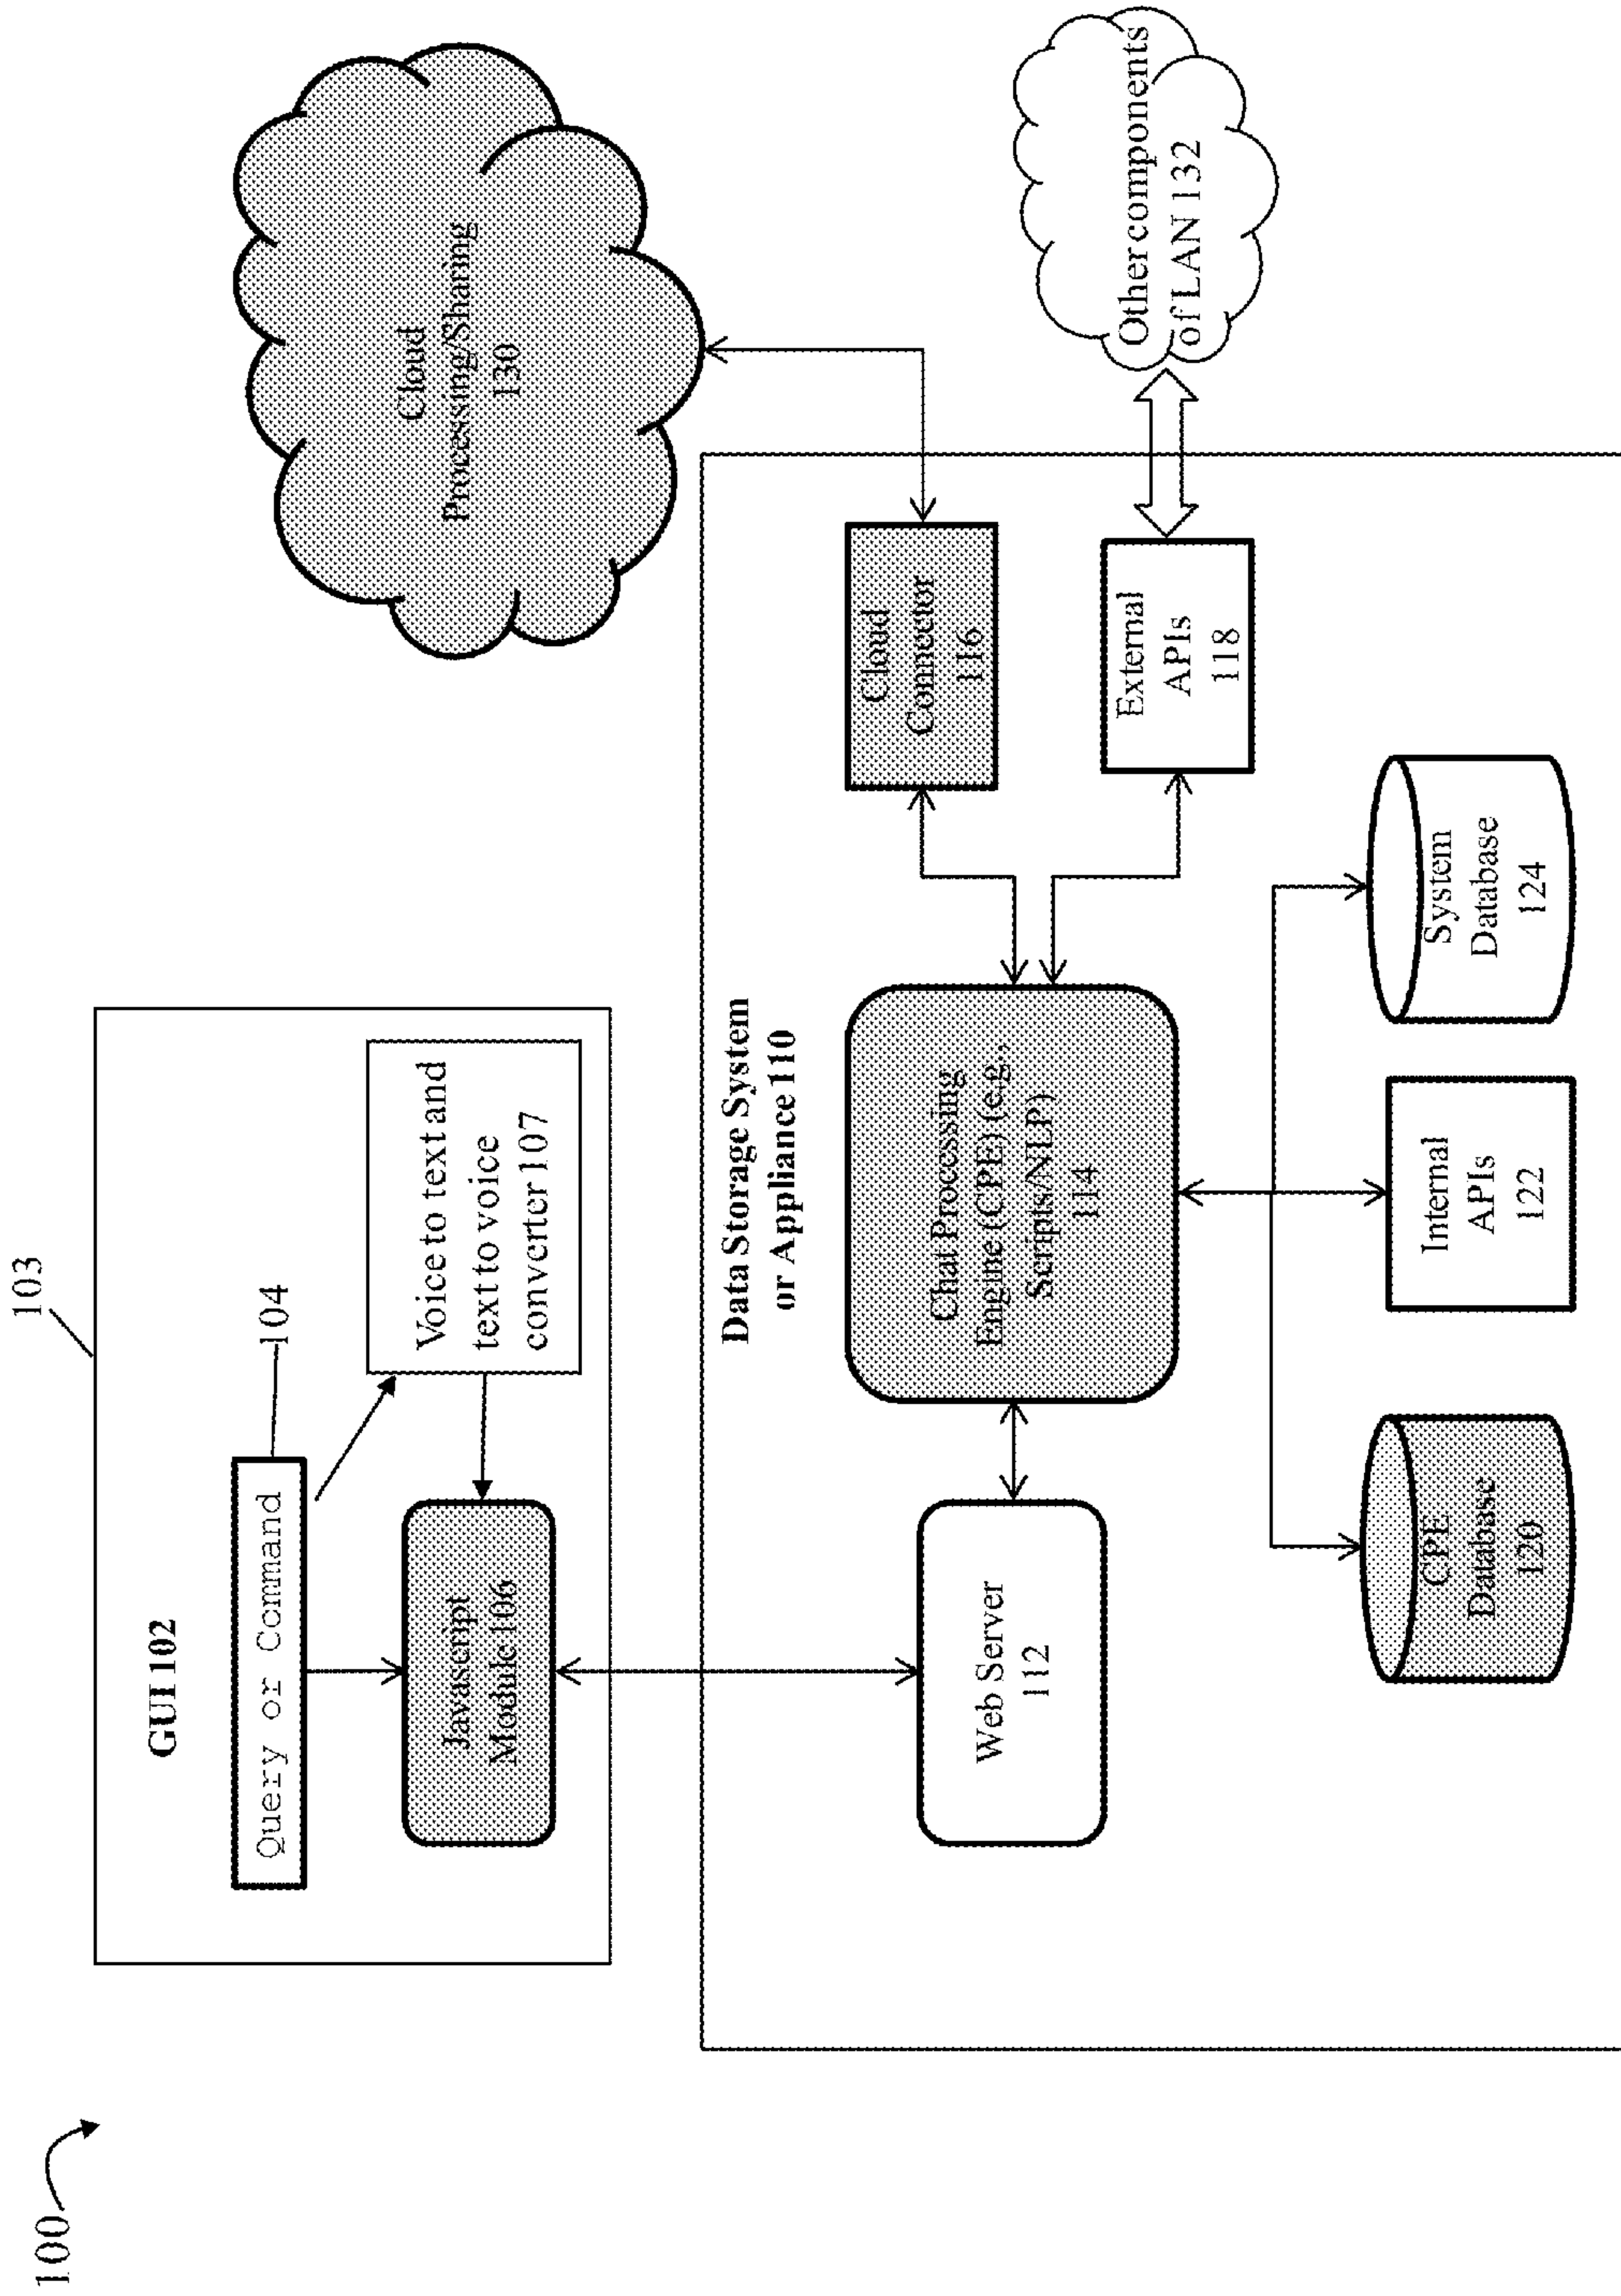 100
103
GUI 102
Query or Command
104
Voice to text and
text to voice
converter 107
Javascript
Module 106
Cloud
Processing/Sharing
130
Data Storage System
or Appliance 110
Web Server
112
Chat Processing
Engine (CPE) (e.g.,
Scripts/NLP)
114
Cloud
Connector
116
External
APIs
118
Other components
of LAN 132
CPE
Database
120
Internal
APIs
122
System
Database
124